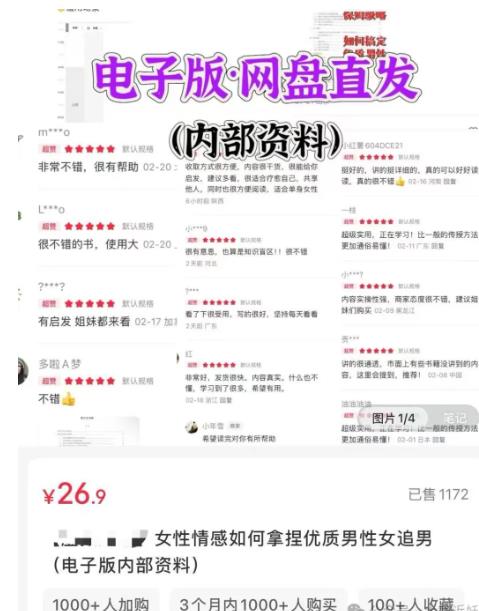 保姆攻略
如何搞定
优质男性
电子版·网盘直发
(内部资料)
m***o
超赞 ★★★★★ 默认规格
非常不错,很有帮助 02-20
L***o
超赞 ★★★★★ 默认规格
很不错的书。使用大 02-20
?***?
超赞 ★★★★★ 默认规格
有启发 姐妹都来看 02-17 加
多啦A梦
超赞 ★★★★★ 默认规格
不错👍
收取方式很方便,内容很干货,很能给你
启发,建议多看,很适合疗愈自己。共享
他人,同时也很方便阅读,适合单身女性
6小时前 陕西
小***9
超赞 ★★★★★ 默认规格
很有意思,也算是知识盲区!!很不错
2天前 河北
?***
超赞 ★★★★★ 默认规格
看了下很受用,写的很好,坚持每天看看
2天前 广东
红
超赞 ★★★★★ 默认规格
非常好,发货很快。内容真实。什么也不
懂,学习到了很多,希望有用。
02-16 浙江 回复
小年雪 商家
希望读完对你有所帮助
小红薯604DCE21
超赞 ★★★★★ 默认规格
挺好的,讲的挺详细的,真的可以好好读
读,真的很不错👍 02-16 河南 回复
一枝
超赞 ★★★★★ 默认规格
超级实用,正在学习!比一般的传授方法
更加通俗易懂! 02-11 广东 回复
小***?
超赞 ★★★★★ 默认规格
内容实操性强,商家态度很不错,建议姐
妹们购买 02-09 黑龙江
秀***
超赞 ★★★★★ 默认规格
讲的很通透,市面上有些书籍没讲到的内
容,这里会提到,推荐! 02-08 中国
油油油油
超赞 ★★★★★ 默认规格
超级实用,正在学习!比一般的传授方法
更加通俗易懂! 02-01 日本 回复
图片1/4
笔记
¥26.9
已售 1172
女性情感如何拿捏优质男性女追男
(电子版内部资料)
1000+人加购
3个月内1000+人购买
100+人收藏